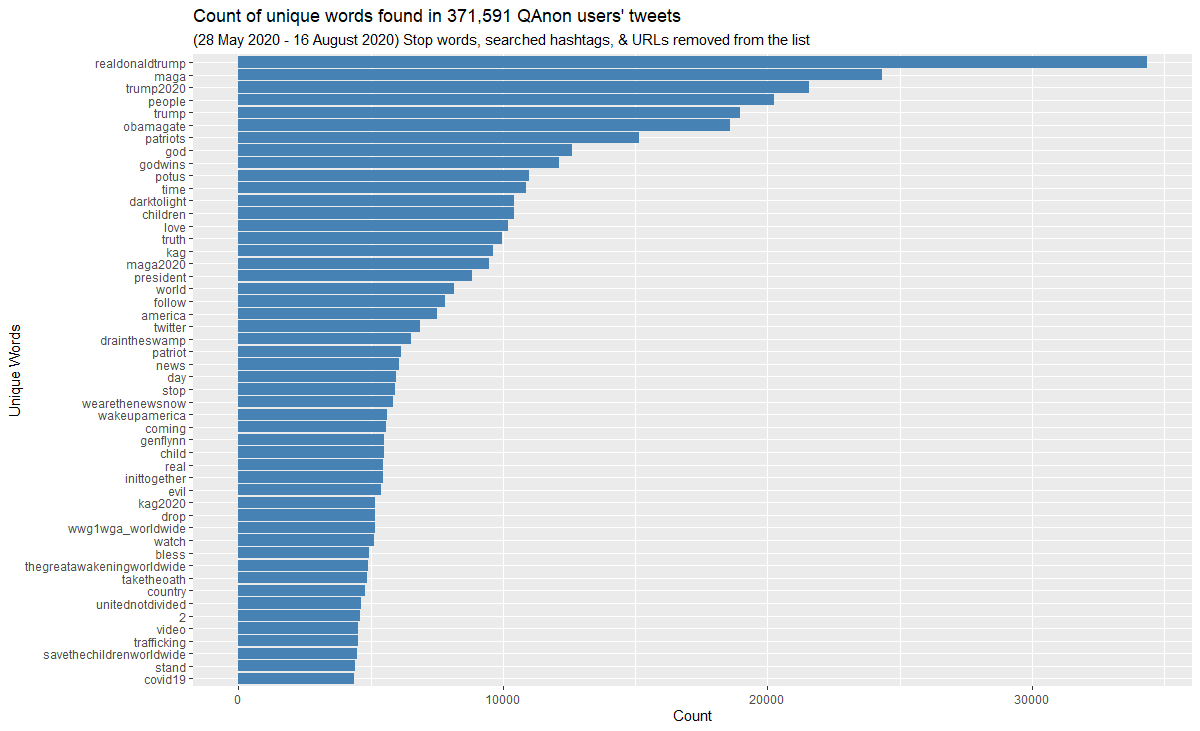 Count of unique words found in 371,591 QAnon users' tweets
(28 May 2020 - 16 August 2020) Stop words, searched hashtags, & URLs removed from the list
Unique Words
realdonaldtrump
maga
trump2020
people
trump
obamagate
patriots
god
godwins
potus
time
darktolight
children
love
truth
kag
maga2020
president
world
follow
america
twitter
draintheswamp
patriot
news
day
stop
wearethenewsnow
wakeupamerica
coming
genflynn
child
real
inittogether
evil
kag2020
drop
wwg1wga_worldwide
watch
bless
thegreatawakeningworldwide
taketheoath
country
unitednotdivided
2
video
trafficking
savethechildrenworldwide
stand
covid19
0 10000 20000 30000
Count